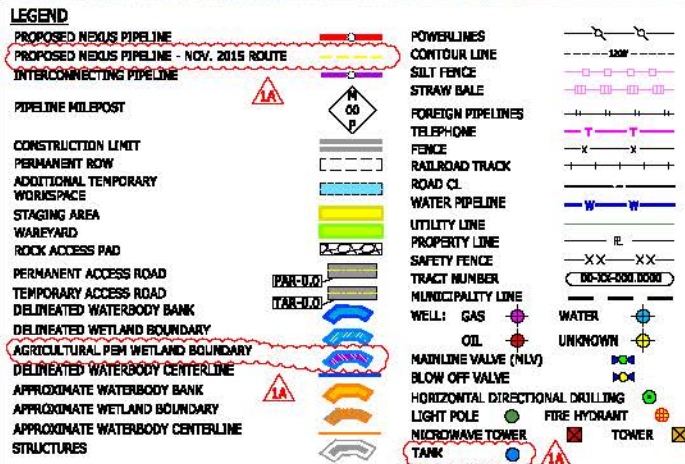 LEGEND
PROPOSED NEXUS PIPELINE
PROPOSED NEXUS PIPELINE - NOV. 2015 ROUTE
INTERCONNECTING PIPELINE
1A
PIPELINE MILEPOST
M
00
P
CONSTRUCTION LIMIT
PERMANENT ROW
ADDITIONAL TEMPORARY
WORKSPACE
STAGING AREA
WAREYARD
ROCK ACCESS PAD
PERMANENT ACCESS ROAD
PAR-0.0
TEMPORARY ACCESS ROAD
TAR-0.0
DELINEATED WATERBODY BANK
DELINEATED WETLAND BOUNDARY
AGRICULTURAL PEM WETLAND BOUNDARY
DELINEATED WATERBODY CENTERLINE
1A
APPROXIMATE WATERBODY BANK
APPROXIMATE WETLAND BOUNDARY
APPROXIMATE WATERBODY CENTERLINE
STRUCTURES
POWERLINES
CONTOUR LINE
SILT FENCE
STRAW BALE
FOREIGN PIPELINES
TELEPHONE T T
FENCE X X
RAILROAD TRACK
ROAD CL
WATER PIPELINE W W
UTILITY LINE
PROPERTY LINE
SAFETY FENCE XX XX
TRACT NUMBER 00-XX-000.0000
MUNICIPALITY LINE
WELL: GAS WATER
OIL UNKNOWN
MAINLINE VALVE (MLV)
BLOW OFF VALVE
HORIZONTAL DIRECTIONAL DRILLING
LIGHT POLE FIRE HYDRANT
MICROWAVE TOWER TOWER
TANK
1A